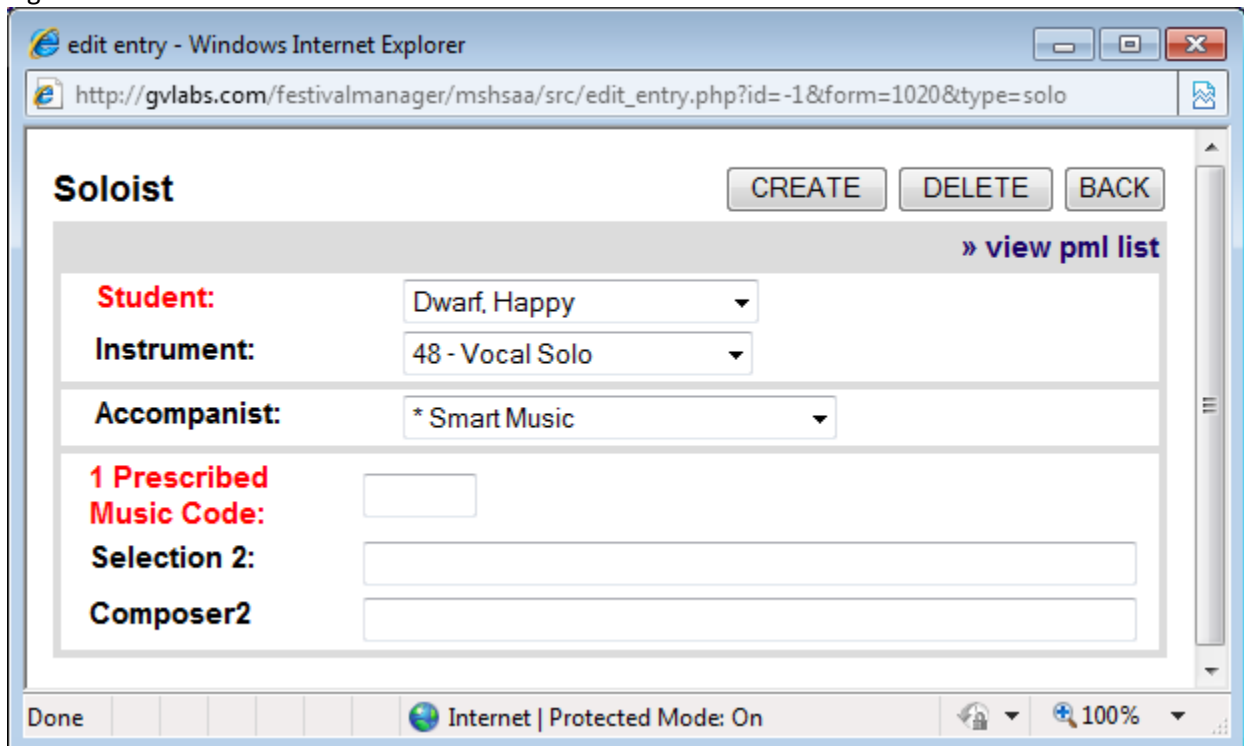 edit entry - Windows Internet Explorer
http://gvlabs.com/festivalmanager/mshsaa/src/edit_entry.php?id=-1&form=1020&type=solo
Soloist CREATE DELETE BACK
» view pml list
Student: Dwarf, Happy
Instrument: 48 - Vocal Solo
Accompanist: * Smart Music
1 Prescribed
Music Code:
Selection 2:
Composer2
Done Internet | Protected Mode: On 100%